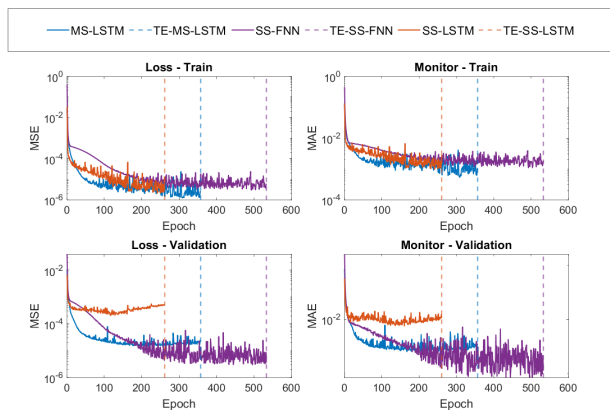 MS-LSTM TE-MS-LSTM SS-FNN TE-SS-FNN SS-LSTM TE-SS-LSTM
Loss - Train
Monitor - Train
10^0
10^-2
10^-4
10^-6
MSE
0 100 200 300 400 500 600
Epoch
10^0
10^-2
10^-4
MAE
0 100 200 300 400 500 600
Epoch
Loss - Validation
Monitor - Validation
10^-2
10^-4
10^-6
MSE
0 100 200 300 400 500 600
Epoch
10^-2
MAE
0 100 200 300 400 500 600
Epoch